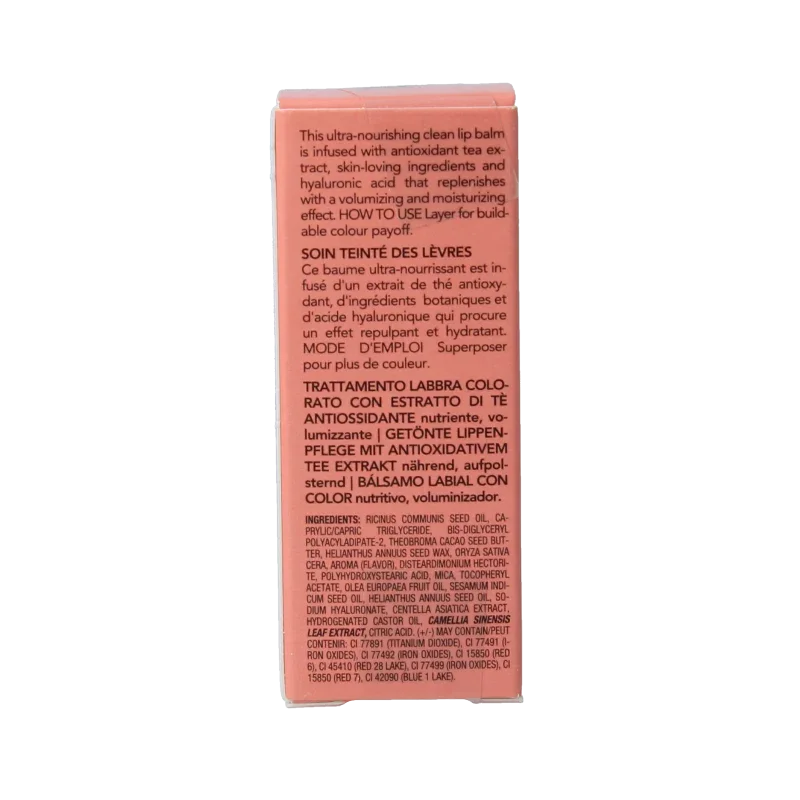 This ultra-nourishing clean lip balm
is infused with antioxidant tea ex-
tract, skin-loving ingredients and
hyaluronic acid that replenishes
with a volumizing and moisturizing
effect. HOW TO USE Layer for build-
able colour payoff.
SOIN TEINTÉ DES LÈVRES
Ce baume ultra-nourrissant est in-
fusé d'un extrait de thé antioxy-
dant, d'ingrédients botaniques et
d'acide hyaluronique qui procure
un effet repulpant et hydratant.
MODE D'EMPLOI Superposer
pour plus de couleur.
TRATTAMENTO LABBRA COLO-
RATO CON ESTRATTO DI TÈ
ANTIOSSIDANTE nutriente, vo-
lumizzante | GETÖNTE LIPPEN-
PFLEGE MIT ANTIOXIDATIVEM
TEE EXTRAKT nährend, aufpol-
sternd | BÁLSAMO LABIAL CON
COLOR nutritivo, voluminizador.
INGREDIENTS: RICINUS COMMUNIS SEED OIL, CA-
PRYLIC/CAPRIC TRIGLYCERIDE, BIS-DIGLYCERYL
POLYACYLADIPATE-2, THEOBROMA CACAO SEED BUT-
TER, HELIANTHUS ANNUUS SEED WAX, ORYZA SATIVA
CERA, AROMA (FLAVOR), DISTEARDIMONIUM HECTORI-
TE, POLYHYDROXYSTEARIC ACID, MICA, TOCOPHERYL
ACETATE, OLEA EUROPAEA FRUIT OIL, SESAMUM INDI-
CUM SEED OIL, HELIANTHUS ANNUUS SEED OIL, SO-
DIUM HYALURONATE, CENTELLA ASIATICA EXTRACT,
HYDROGENATED CASTOR OIL, CAMELLIA SINENSIS
LEAF EXTRACT, CITRIC ACID. (+/-) MAY CONTAIN/PEUT
CONTENIR: CI 77891 (TITANIUM DIOXIDE), CI 77491 (I-
RON OXIDES), CI 77492 (IRON OXIDES), CI 15850 (RED
6), CI 45410 (RED 28 LAKE), CI 77499 (IRON OXIDES), CI
15850 (RED 7), CI 42090 (BLUE 1 LAKE).